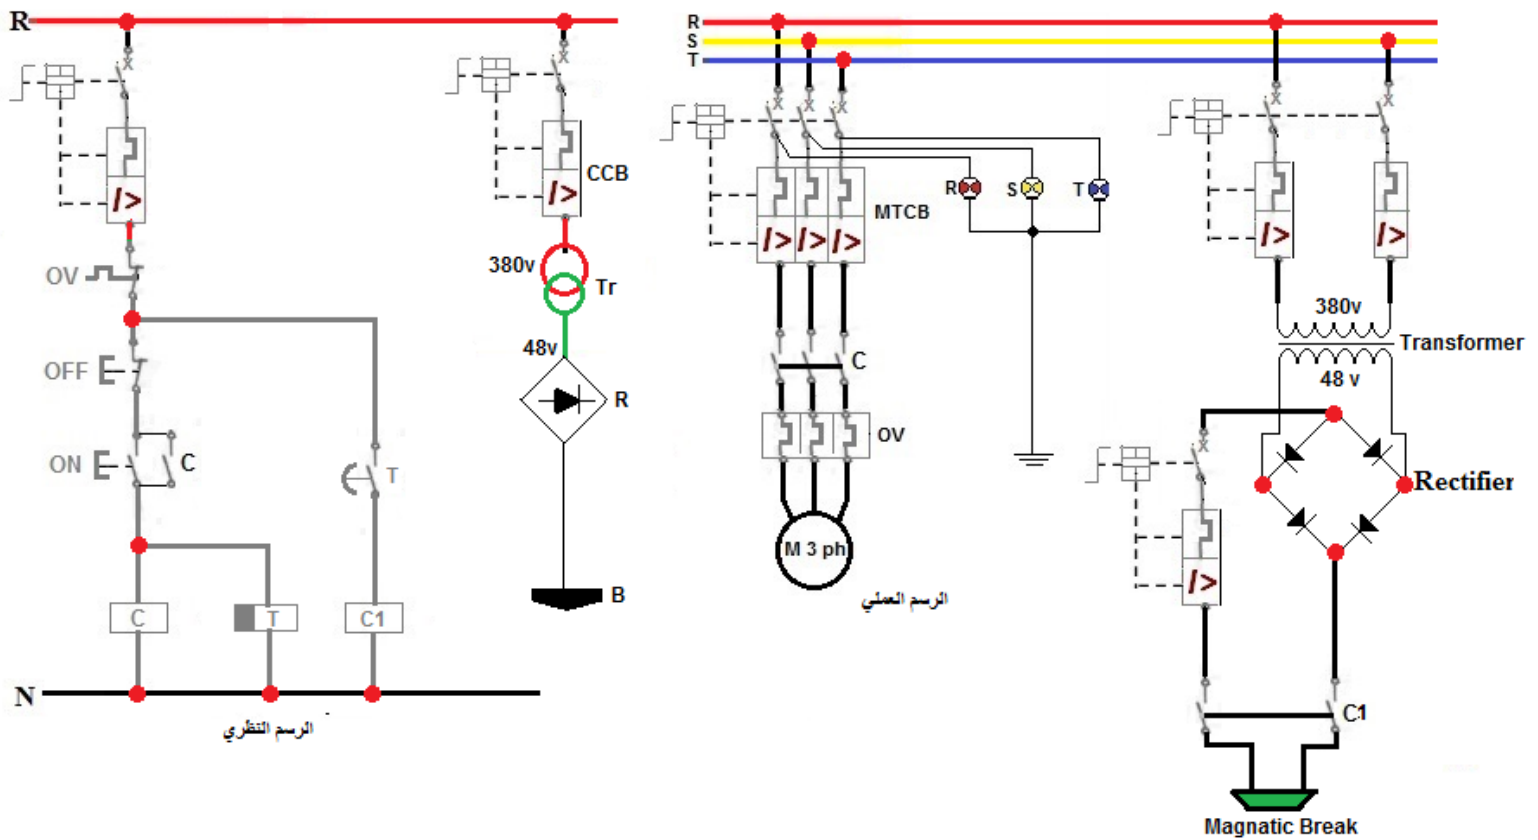 R
I>
OV
OFF
ON
C
T
C
T
C1
N
الرسم النظري
CCB
I>
380v
Tr
48v
R
B
R
S
T
R
S
T
MTCB
I>
I>
I>
C
OV
M 3 ph
الرسم العملي
I>
I>
380v
Transformer
48 v
Rectifier
I>
C1
Magnatic Break